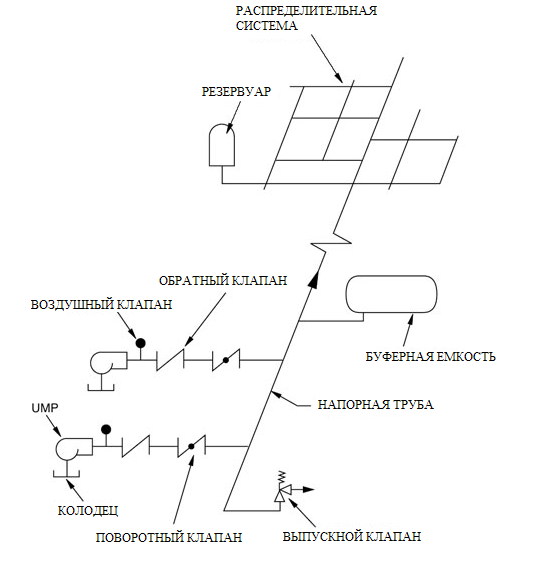 РАСПРЕДЕЛИТЕЛЬНАЯ
СИСТЕМА
РЕЗЕРВУАР
ОБРАТНЫЙ КЛАПАН
ВОЗДУШНЫЙ КЛАПАН
БУФЕРНАЯ ЕМКОСТЬ
НАПОРНАЯ ТРУБА
UMP
КОЛОДЕЦ
ПОВОРОТНЫЙ КЛАПАН
ВЫПУСКНОЙ КЛАПАН